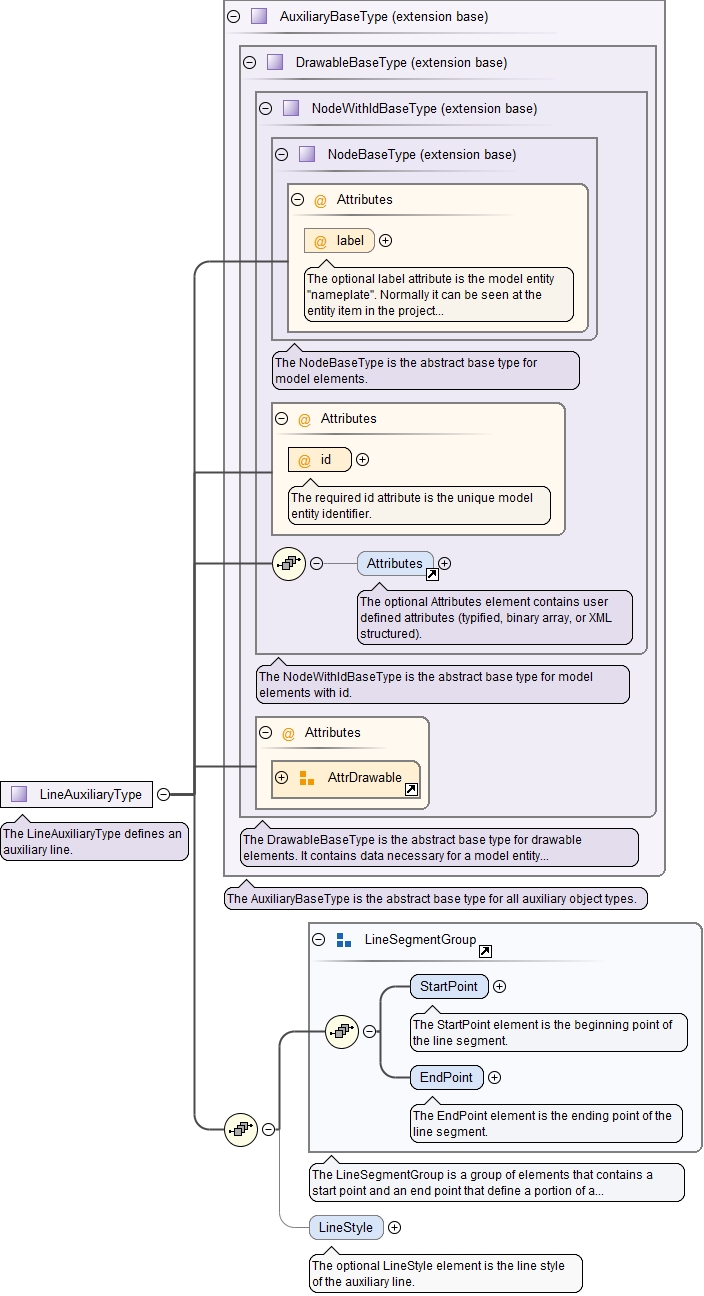 AuxiliaryBaseType (extension base)
DrawableBaseType (extension base)
NodeWithIdBaseType (extension base)
NodeBaseType (extension base)
@ Attributes
@ label
The optional label attribute is the model entity
"nameplate". Normally it can be seen at the
entity item in the project...
The NodeBaseType is the abstract base type for
model elements.
@ Attributes
@ id
The required id attribute is the unique model
entity identifier.
Attributes
The optional Attributes element contains user
defined attributes (typified, binary array, or XML
structured).
The NodeWithIdBaseType is the abstract base type for model
elements with id.
@ Attributes
AttrDrawable
LineAuxiliaryType
The LineAuxiliaryType defines an
auxiliary line.
The DrawableBaseType is the abstract base type for drawable
elements. It contains data necessary for a model entity...
The AuxiliaryBaseType is the abstract base type for all auxiliary object types.
LineSegmentGroup
StartPoint
The StartPoint element is the beginning point of
the line segment.
EndPoint
The EndPoint element is the ending point of the
line segment.
The LineSegmentGroup is a group of elements that contains a
start point and an end point that define a portion of a...
LineStyle
The optional LineStyle element is the line style
of the auxiliary line.